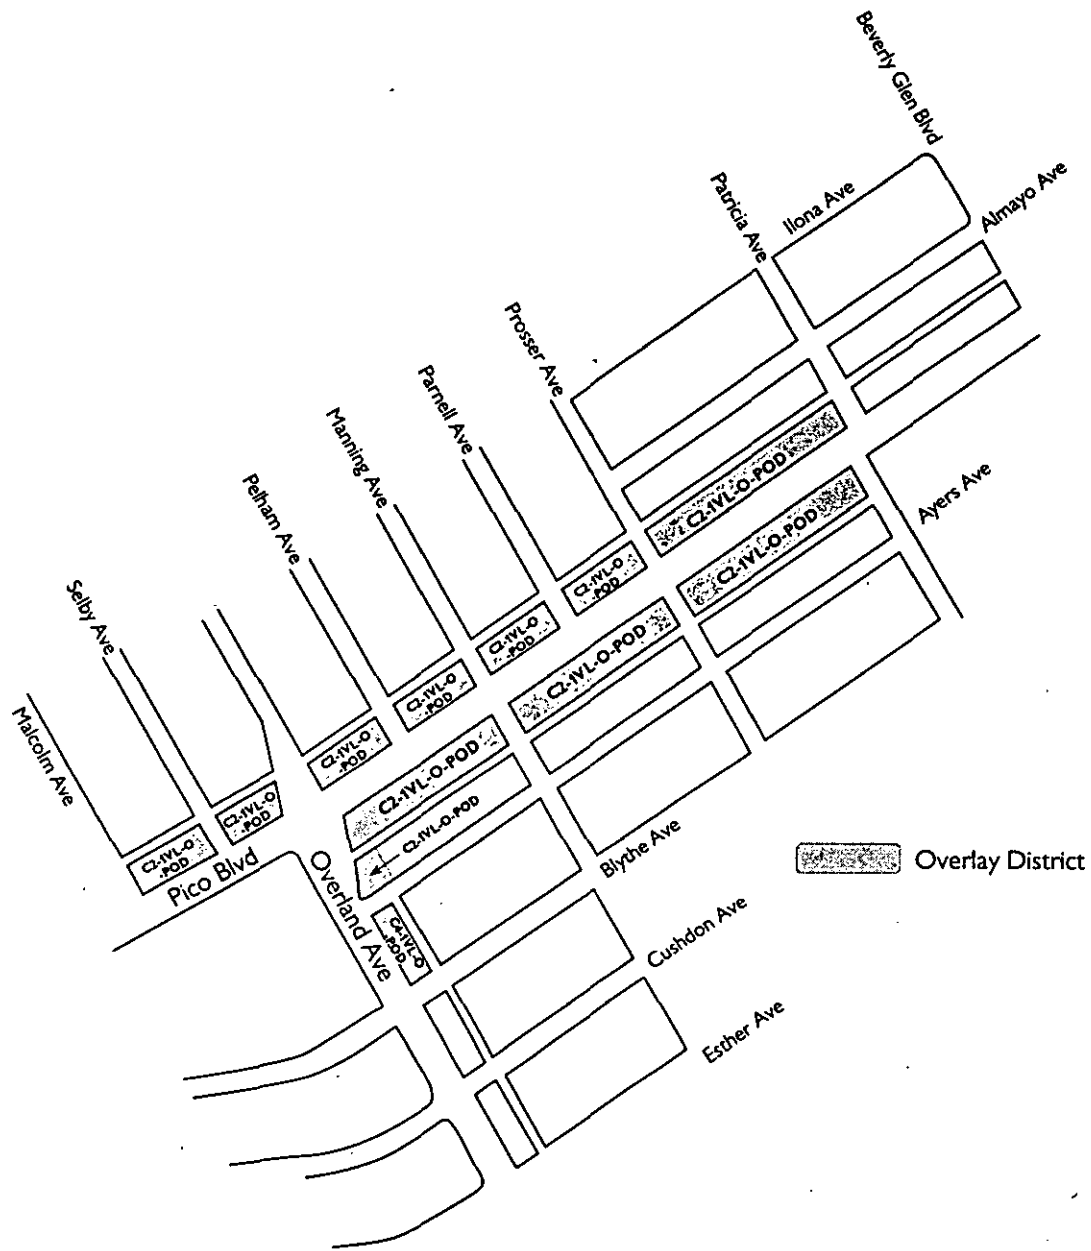 Beverly Glen Blvd
Almayo Ave
Ilona Ave
Patricia Ave
Prosser Ave
Parnell Ave
Manning Ave
Pelham Ave
Selby Ave
Malcolm Ave
Ayers Ave
C2-1VL-O-POD
C2-1VL-O-POD
C2-1VL-O
-POD
C2-1VL-O-POD
C2-1VL-O
-POD
C2-1VL-O
-POD
C2-1VL-O-POD
C2-1VL-O
-POD
C2-1VL-O
-POD
C2-1VL-O
-POD
C2-1VL-O-POD
Pico Blvd
Overland Ave
C4-1VL-O
-POD
Blythe Ave
Overlay District
Cushdon Ave
Esther Ave